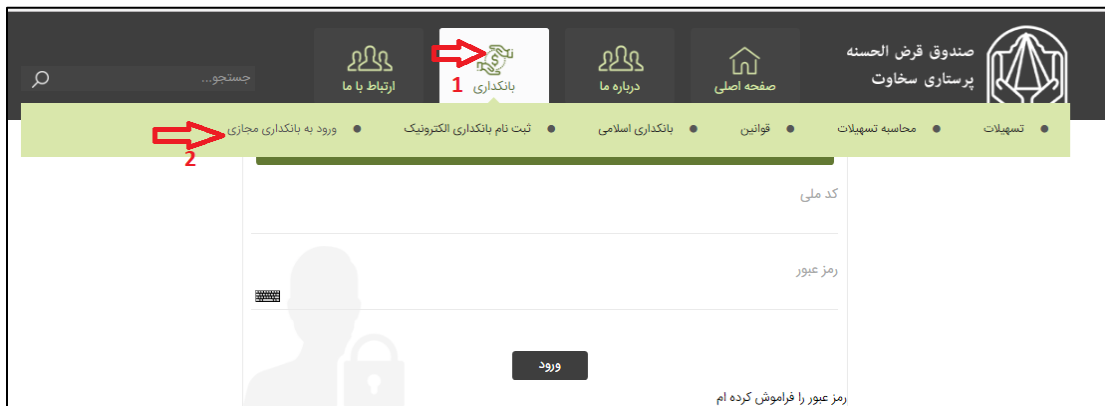 صندوق قرض الحسنه
پرستاری سخاوت
صفحه اصلی
درباره ما
بانکداری
1
ارتباط با ما
جستجو...
تسهیلات
محاسبه تسهیلات
قوانین
بانکداری اسلامی
ثبت نام بانکداری الکترونیک
ورود به بانکداری مجازی
2
کد ملی
رمز عبور
ورود
رمز عبور را فراموش کرده ام